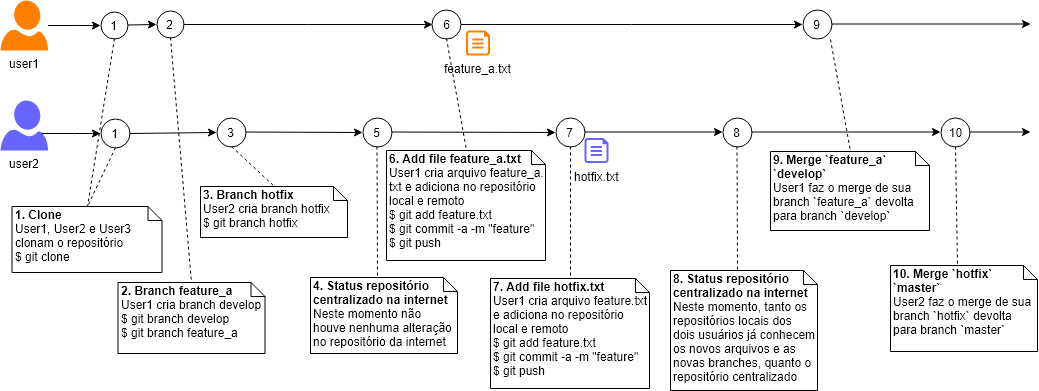 1
2
6
9
user1
feature_a.txt
1
3
5
7
8
10
user2
hotfix.txt
1. Clone
User1, User2 e User3
clonam o repositório
$ git clone
2. Branch feature_a
User1 cria branch develop
$ git branch develop
$ git branch feature_a
3. Branch hotfix
User2 cria branch hotfix
$ git branch hotfix
4. Status repositório
centralizado na internet
Neste momento não
houve nenhuma alteração
no repositório da internet
6. Add file feature_a.txt
User1 cria arquivo feature_a.
txt e adiciona no repositório
local e remoto
$ git add feature.txt
$ git commit -a -m "feature"
$ git push
7. Add file hotfix.txt
User1 cria arquivo feature.txt
e adiciona no repositório
local e remoto
$ git add feature.txt
$ git commit -a -m "feature"
$ git push
8. Status repositório
centralizado na internet
Neste momento, tanto os
repositórios locais dos
dois usuários já conhecem
os novos arquivos e as
novas branches, quanto o
repositório centralizado
9. Merge `feature_a`
`develop`
User1 faz o merge de sua
branch `feature_a` devolta
para branch `develop`
10. Merge `hotfix`
`master`
User2 faz o merge de sua
branch `hotfix` devolta
para branch `master`